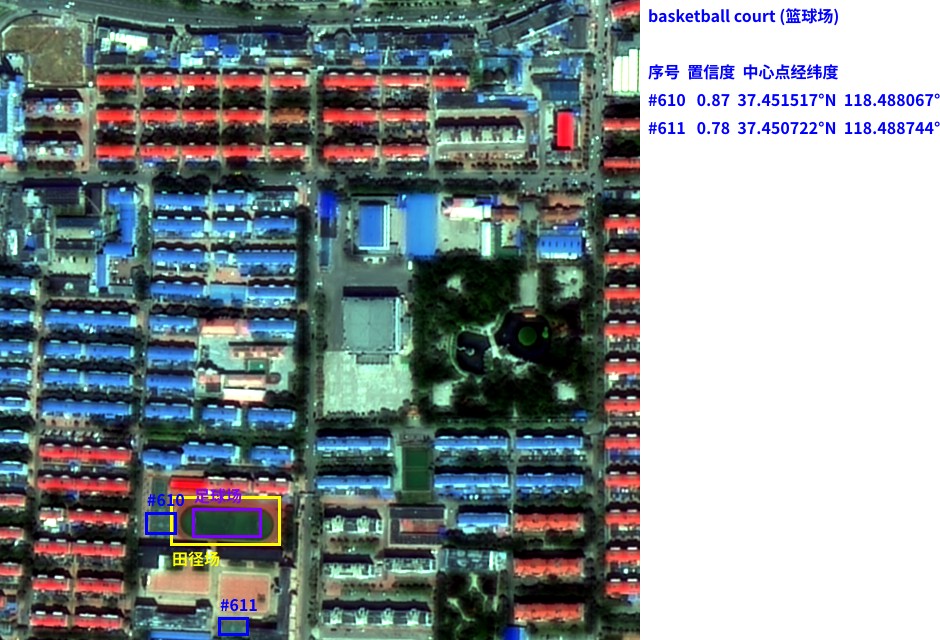 basketball court (篮球场)
序号 置信度 中心点经纬度
#610 0.87 37.451517°N 118.488067°
#611 0.78 37.450722°N 118.488744°
#610 足球场
田径场
#611